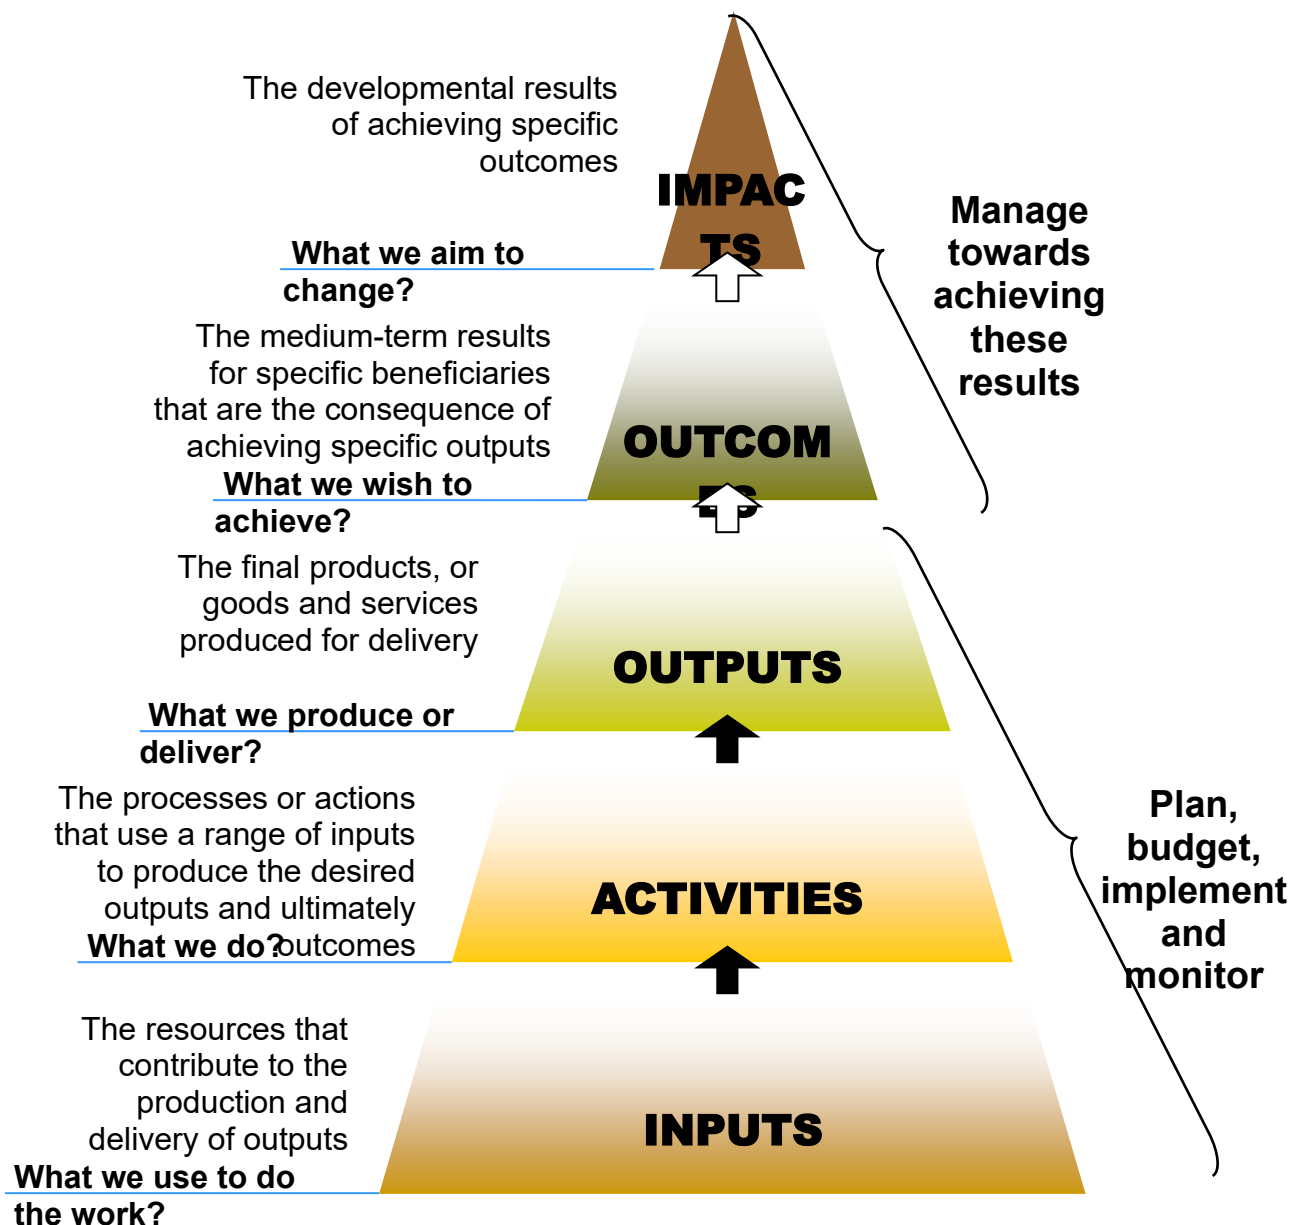 The developmental results
of achieving specific
outcomes
IMPAC
TS
What we aim to
change?
Manage
towards
achieving
these
results
The medium-term results
for specific beneficiaries
that are the consequence of
achieving specific outputs
OUTCOM
ES
What we wish to
achieve?
The final products, or
goods and services
produced for delivery
OUTPUTS
What we produce or
deliver?
The processes or actions
that use a range of inputs
to produce the desired
outputs and ultimately
outcomes
ACTIVITIES
What we do?
Plan,
budget,
implement
and
monitor
The resources that
contribute to the
production and
delivery of outputs
INPUTS
What we use to do
the work?